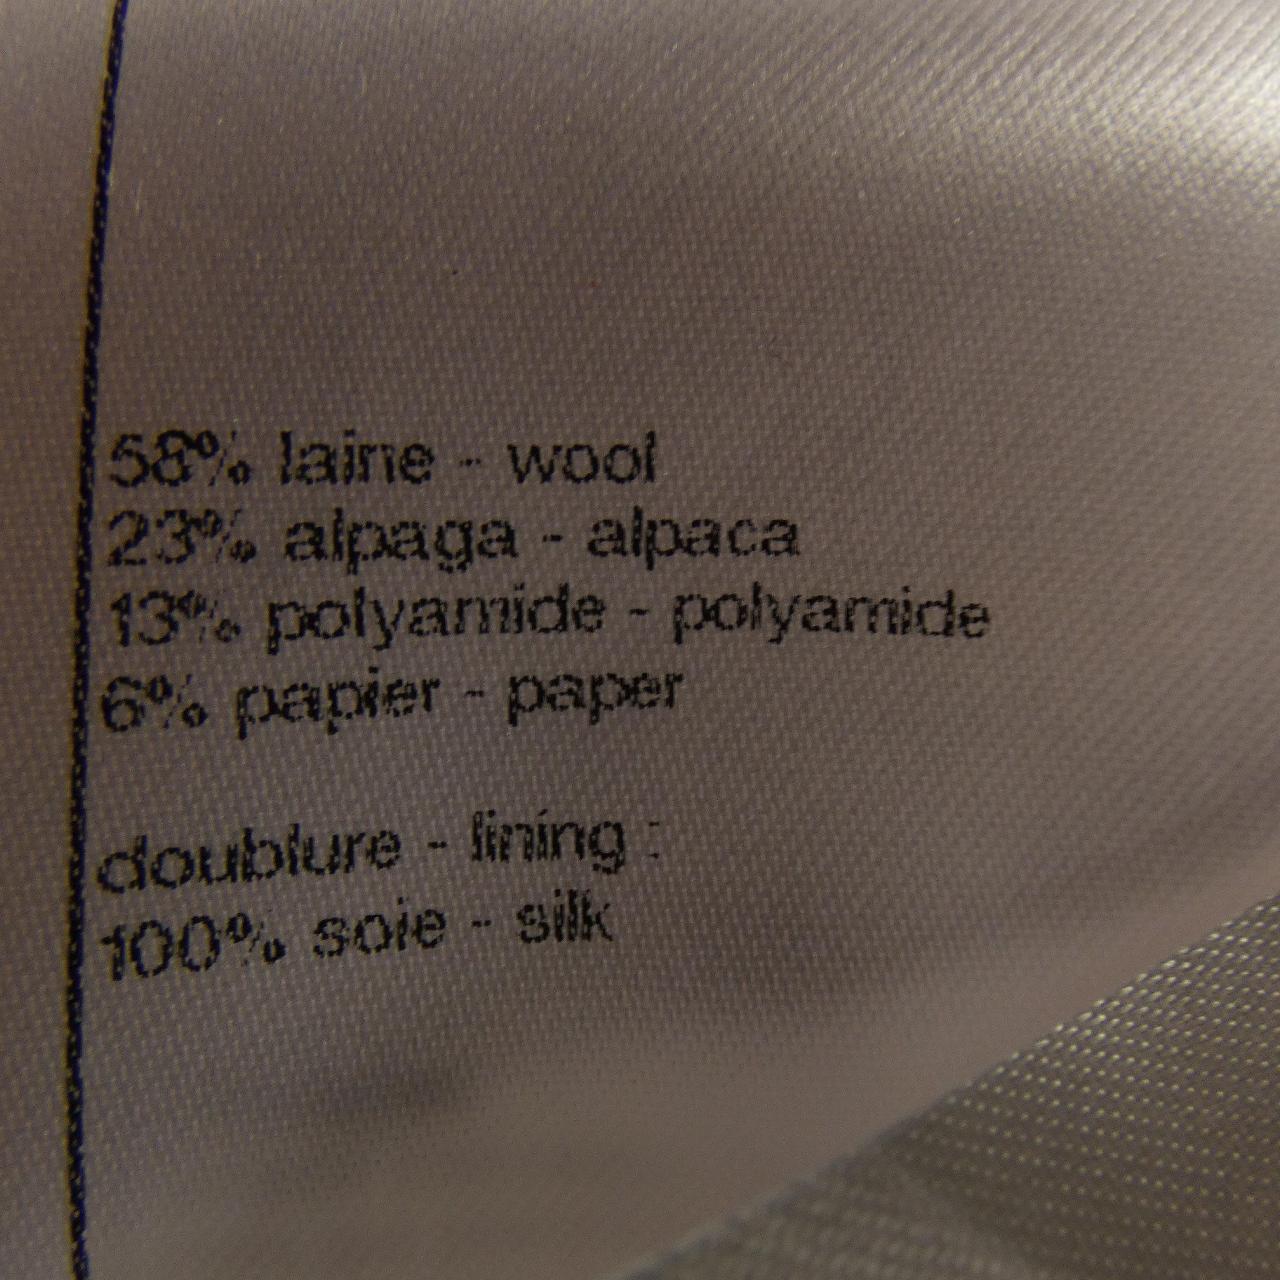 58% laine - wool
23% alpaga - alpaca
13% polyamide - polyamide
6% papier - paper
doublure - lining :
100% soie - silk